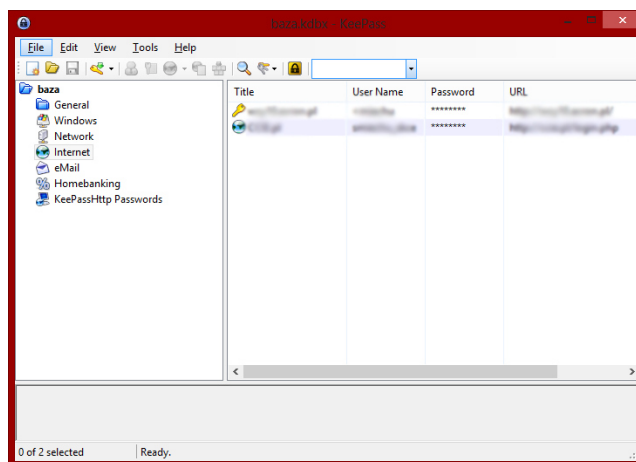 baza.kdbx - KeePass
File Edit View Tools Help
baza
General
Windows
Network
Internet
eMail
Homebanking
KeePassHttp Passwords
Title User Name Password URL
********
********
0 of 2 selected Ready.